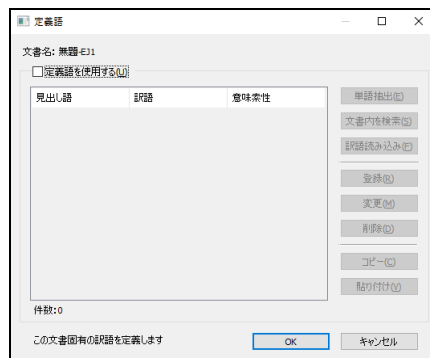 定義語
文書名: 無題-EJ1
定義語を使用する(U)
見出し語 訳語 意味索性
単語抽出(E)
文書内を検索(S)
訳語読み込み(F)
登録(R)
変更(M)
削除(D)
コピー(C)
貼り付け(V)
件数:0
この文書固有の訳語を定義します
OK キャンセル